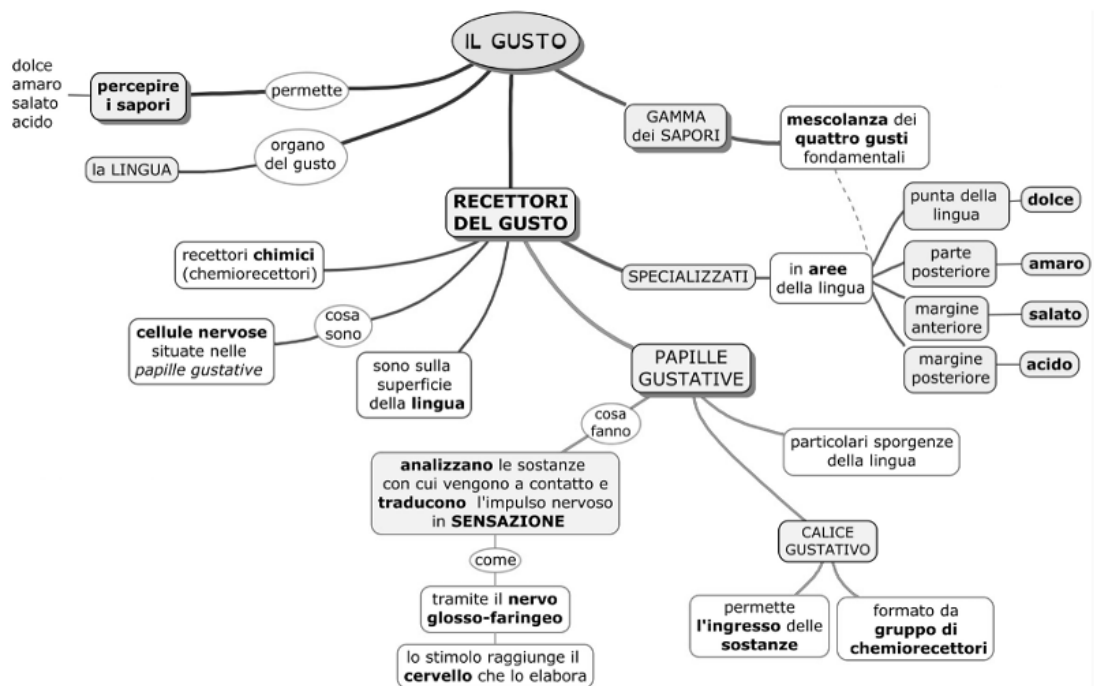 IL GUSTO
dolce
amaro
salato
acido
percepire
i sapori
permette
organo
del gusto
la LINGUA
GAMMA
dei SAPORI
mescolanza dei
quattro gusti
fondamentali
RECETTORI
DEL GUSTO
recettori chimici
(chemiorecettori)
cosa
sono
cellule nervose
situate nelle
papille gustative
sono sulla
superficie
della lingua
SPECIALIZZATI
in aree
della lingua
punta della
lingua
dolce
parte
posteriore
amaro
margine
anteriore
salato
margine
posteriore
acido
PAPILLE
GUSTATIVE
cosa
fanno
analizzano le sostanze
con cui vengono a contatto e
traducono l'impulso nervoso
in SENSAZIONE
come
tramite il nervo
glosso-faringeo
lo stimolo raggiunge il
cervello che lo elabora
particolari sporgenze
della lingua
CALICE
GUSTATIVO
permette
l'ingresso delle
sostanze
formato da
gruppo di
chemiorecettori